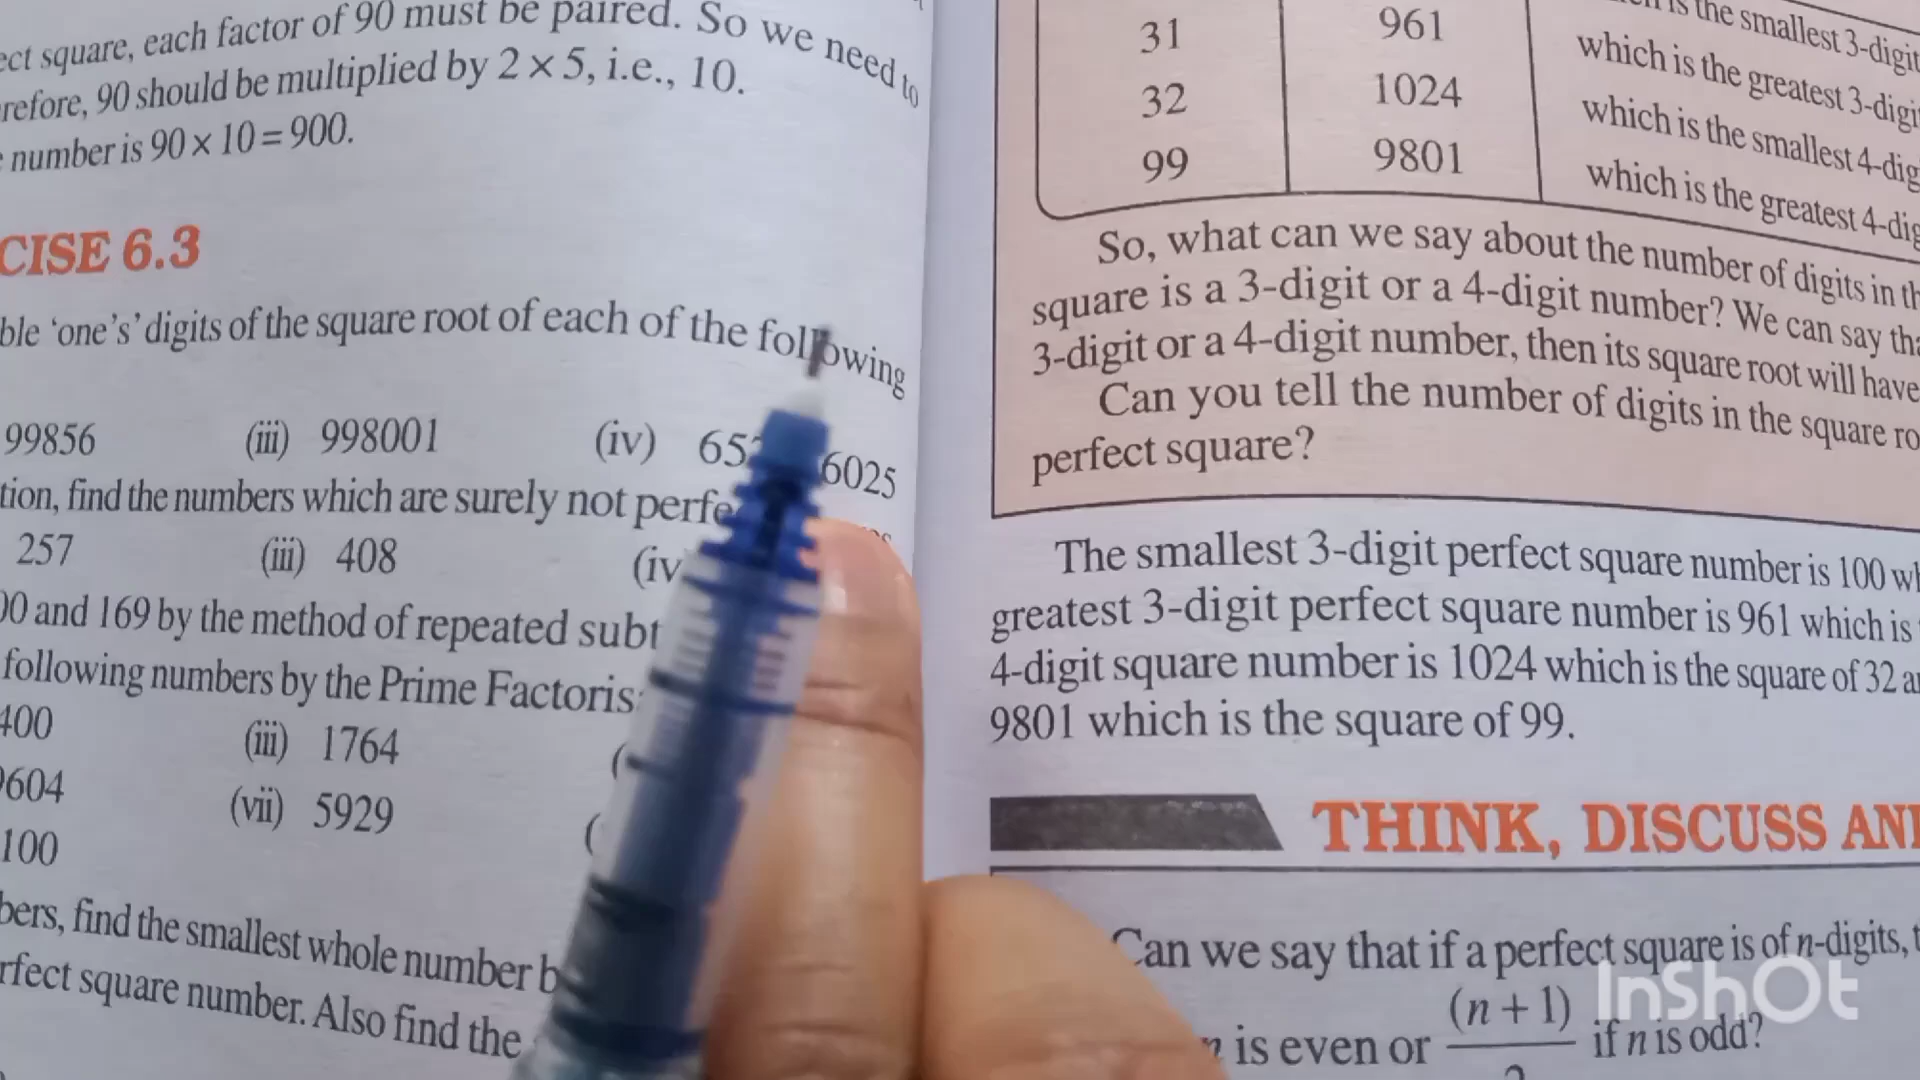 ect square, each factor of 90 must be paired. So we need to
refore, 90 should be multiplied by 2 × 5, i.e., 10.
number is 90 × 10 = 900.
CISE 6.3
ble ‘one’s’ digits of the square root of each of the following
99856 (iii) 998001 (iv) 6025
tion, find the numbers which are surely not perfe
257 (iii) 408 (iv
00 and 169 by the method of repeated subt
following numbers by the Prime Factoris
400 (iii) 1764
9604 (vii) 5929
100
bers, find the smallest whole number b
rfect square number. Also find the
is the smallest 3-digit
31 961 which is the greatest 3-digi
32 1024 which is the smallest 4-dig
99 9801 which is the greatest 4-dig
So, what can we say about the number of digits in th
square is a 3-digit or a 4-digit number? We can say tha
3-digit or a 4-digit number, then its square root will have
Can you tell the number of digits in the square ro
perfect square?
The smallest 3-digit perfect square number is 100 wh
greatest 3-digit perfect square number is 961 which is
4-digit square number is 1024 which is the square of 32 a
9801 which is the square of 99.
THINK, DISCUSS AN
Can we say that if a perfect square is of n-digits, t
n is even or (n + 1)/2 if n is odd?
InShOt